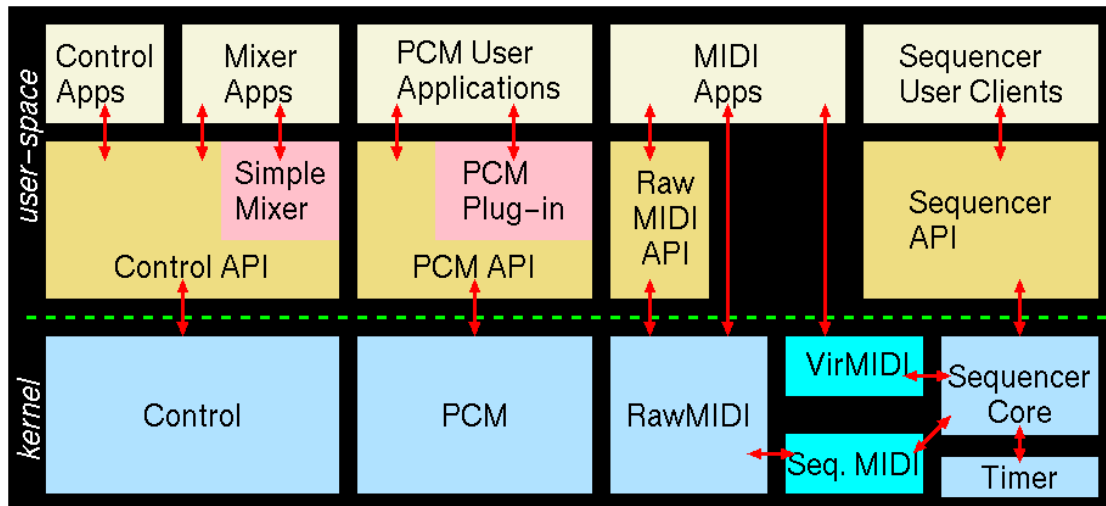 user-space
Control
Apps
Mixer
Apps
PCM User
Applications
MIDI
Apps
Sequencer
User Clients
Simple
Mixer
Control API
PCM
Plug-in
PCM API
Raw
MIDI
API
Sequencer
API
kernel
Control
PCM
RawMIDI
VirMIDI
Seq. MIDI
Sequencer
Core
Timer